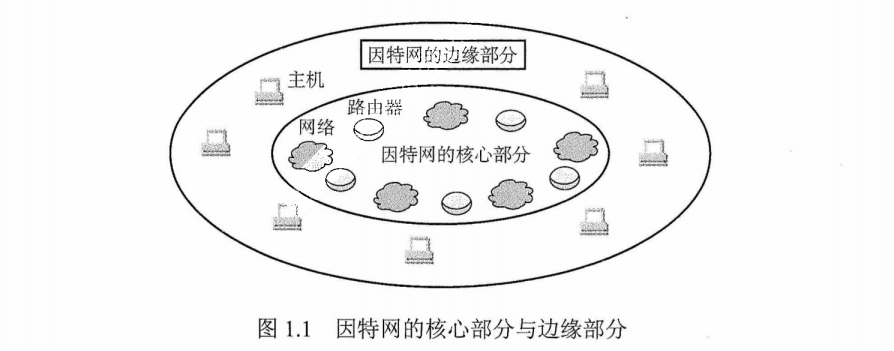 因特网的边缘部分
主机
路由器
网络
因特网的核心部分
图 1.1 因特网的核心部分与边缘部分